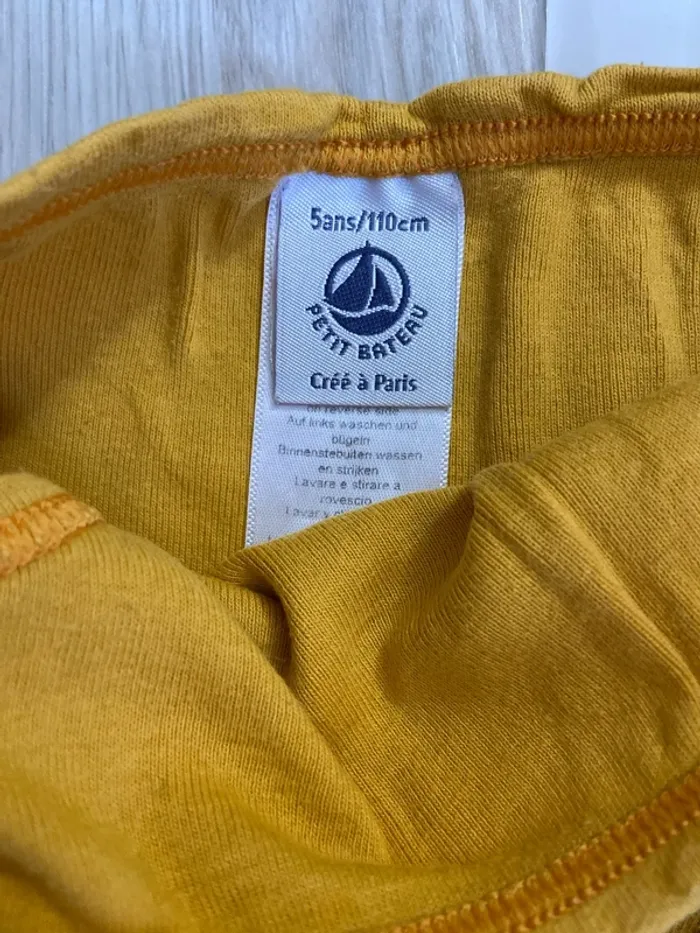 5ans/110cm
PETIT BATEAU
Créé à Paris
on reverse side
Auf links waschen und
bügeln
Binnenstebuiten wassen
en strijken
Lavare e stirare a
rovescio
Lavar y